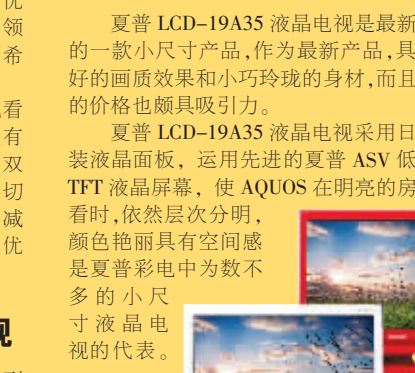 优
领
希
看
有
双
切
减
优
视
夏普 LCD–19A35 液晶电视是最新
的一款小尺寸产品,作为最新产品,具
好的画质效果和小巧玲珑的身材,而且
的价格也颇具吸引力。
夏普 LCD–19A35 液晶电视采用日
装液晶面板，运用先进的夏普 ASV 低
TFT 液晶屏幕，使 AQUOS 在明亮的房
看时,依然层次分明，
颜色艳丽具有空间感
是夏普彩电中为数不
多的小尺
寸液晶电
视的代表。